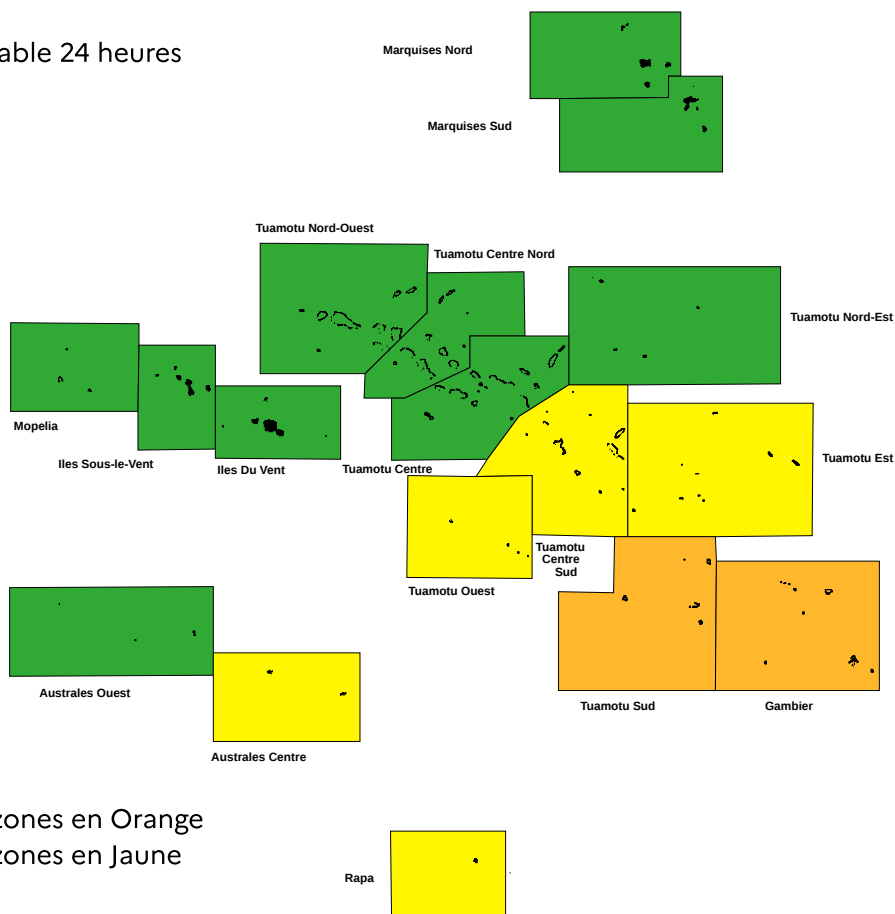 able 24 heures
Marquises Nord
Marquises Sud
Tuamotu Nord-Ouest
Tuamotu Centre Nord
Tuamotu Nord-Est
Mopelia
Iles Sous-le-Vent
Iles Du Vent
Tuamotu Centre
Tuamotu Est
Tuamotu
Centre
Sud
Tuamotu Ouest
Australes Ouest
Tuamotu Sud
Gambier
Australes Centre
zones en Orange
zones en Jaune
Rapa